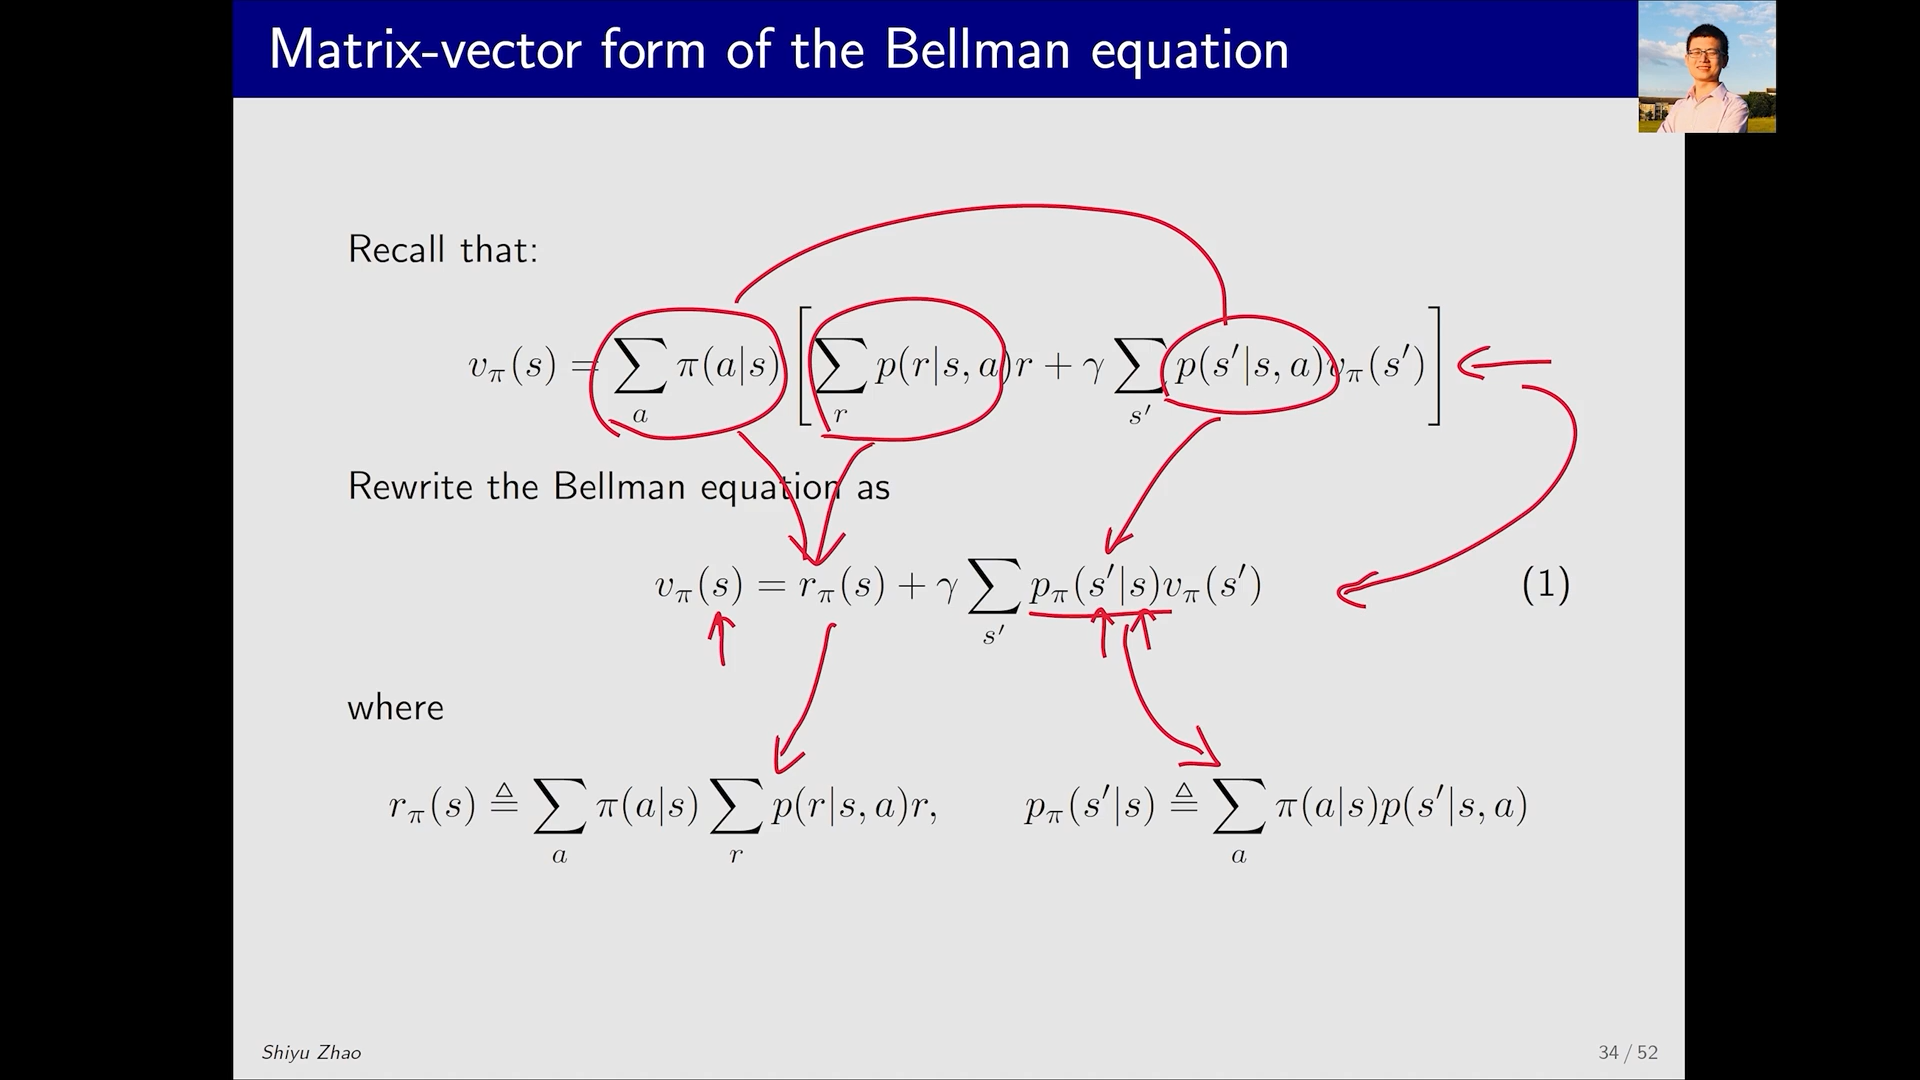 Matrix-vector form of the Bellman equation
Recall that:
v_π(s) = ∑_a π(a|s) [ ∑_r p(r|s, a)r + γ ∑_{s′} p(s′|s, a)v_π(s′) ]
Rewrite the Bellman equation as
v_π(s) = r_π(s) + γ ∑_{s′} p_π(s′|s)v_π(s′) (1)
where
r_π(s) ≜ ∑_a π(a|s) ∑_r p(r|s, a)r, p_π(s′|s) ≜ ∑_a π(a|s)p(s′|s, a)
Shiyu Zhao 34 / 52